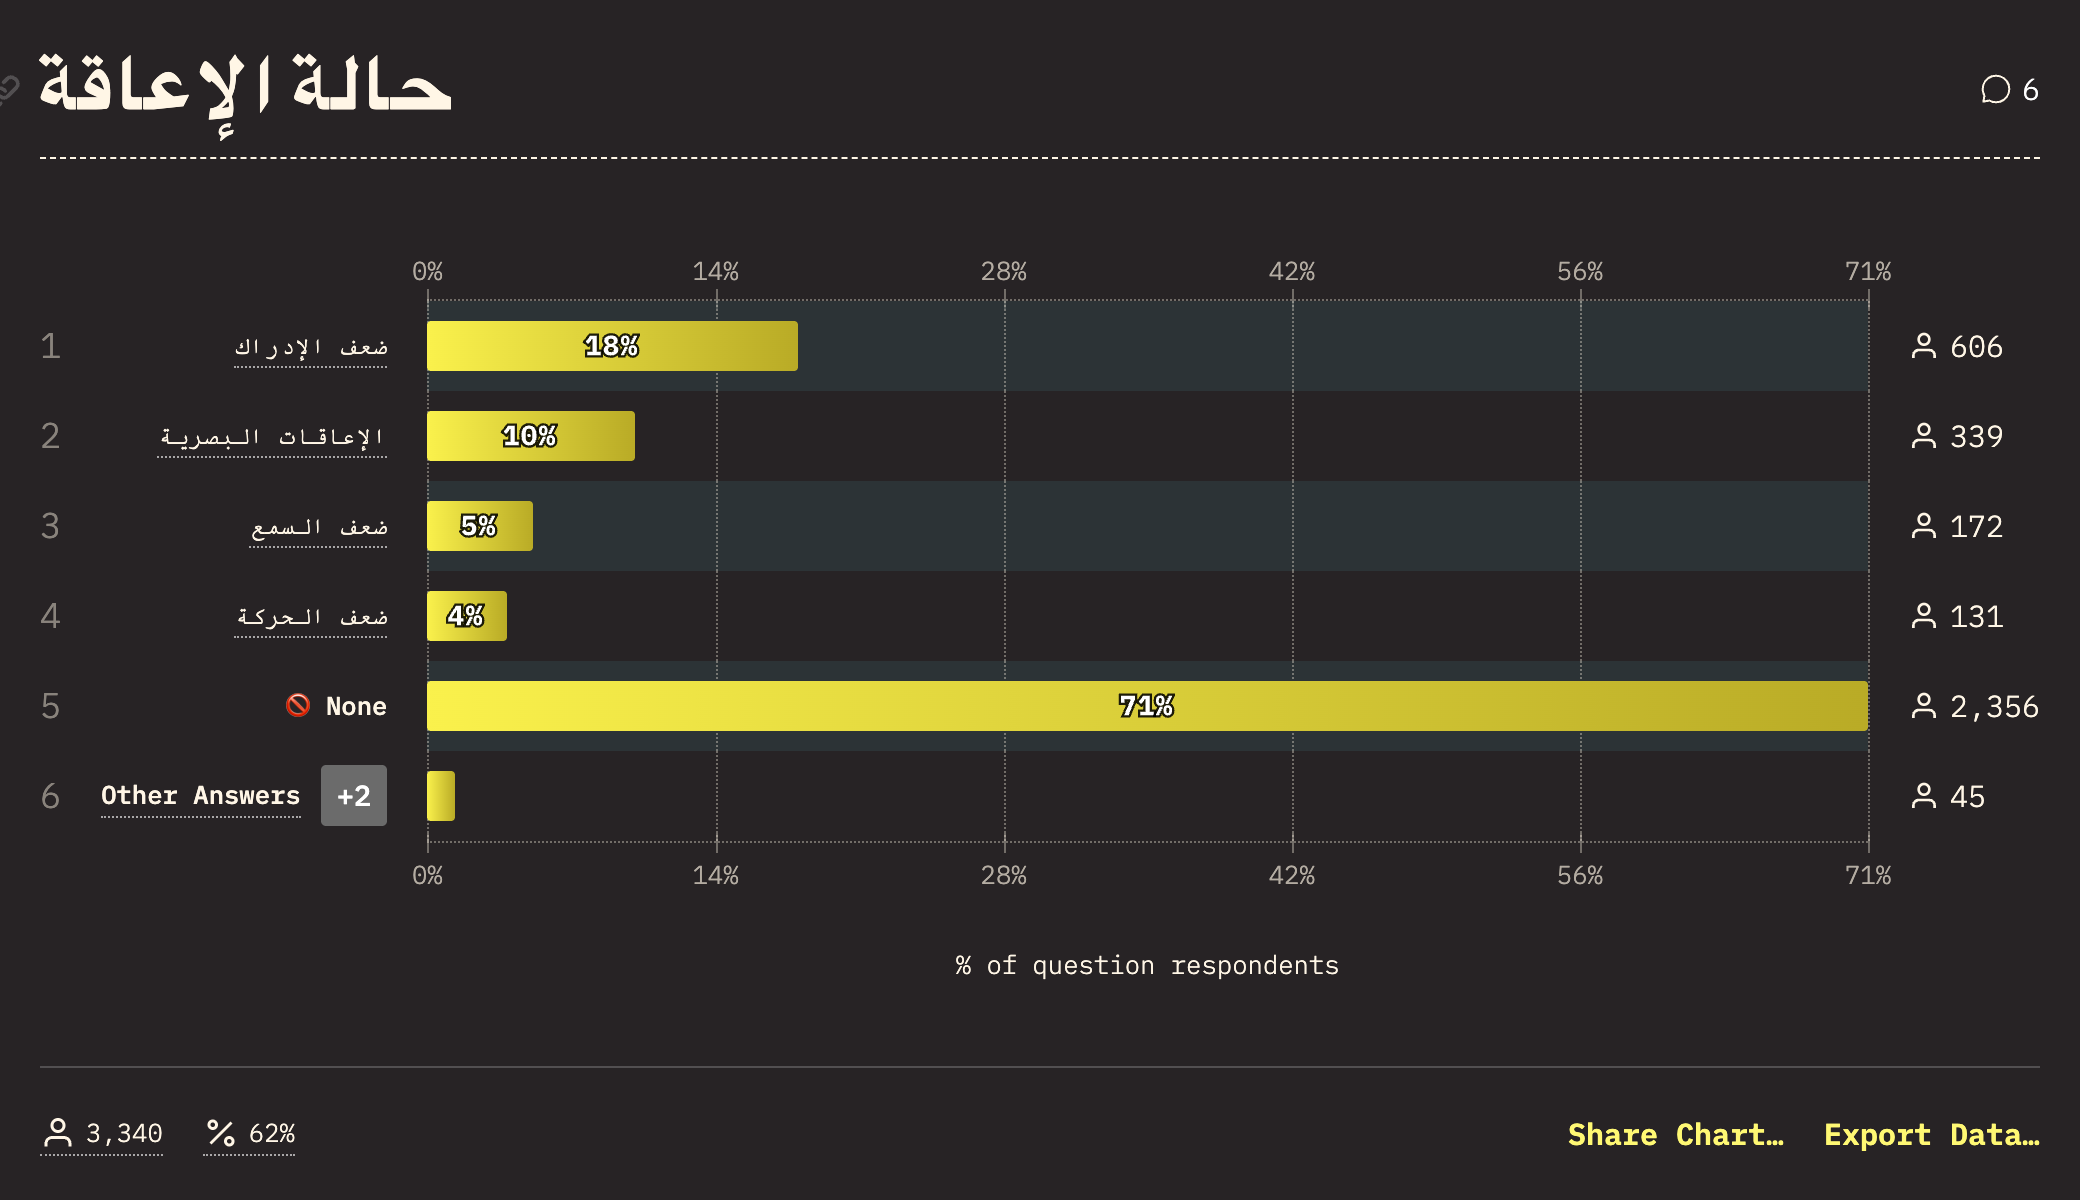 حالة الإعاقة
6
0% 14% 28% 42% 56% 71%
1 ضعف الإدراك 18% 606
2 الإعاقات البصرية 10% 339
3 ضعف السمع 5% 172
4 ضعف الحركة 4% 131
5 🚫 None 71% 2,356
6 Other Answers +2 45
0% 14% 28% 42% 56% 71%
% of question respondents
3,340 62% Share Chart… Export Data…